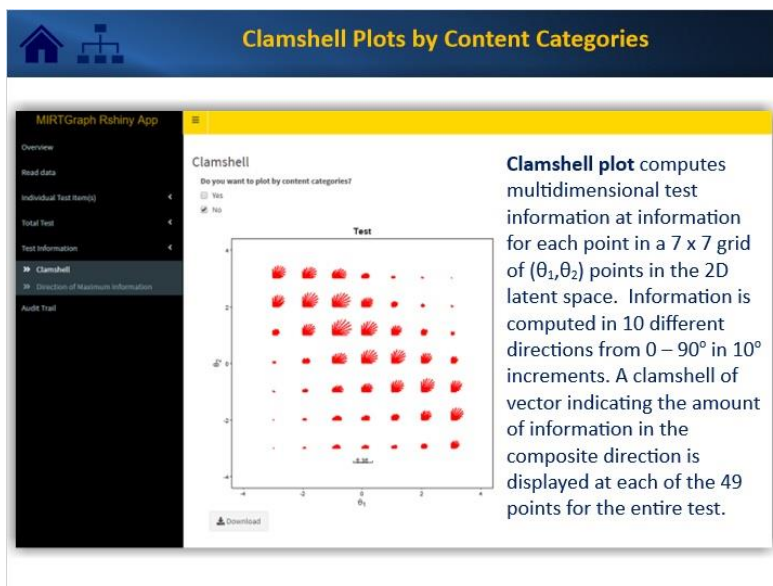 Clamshell Plots by Content Categories
MIRTGraph Rshiny App
Overview
Read data
Individual Test Item(s)
Total Test
Test Information
Clamshell
Direction of Maximum Information
Audit Trail
Clamshell
Do you want to plot by content categories?
Yes
No
Test
4
2
0
-2
-4
θ2
-4
-2
0
2
4
θ1
Download
Clamshell plot computes
multidimensional test
information at information
for each point in a 7 x 7 grid
of (θ₁,θ₂) points in the 2D
latent space.  Information is
computed in 10 different
directions from 0 – 90° in 10°
increments. A clamshell of
vector indicating the amount
of information in the
composite direction is
displayed at each of the 49
points for the entire test.